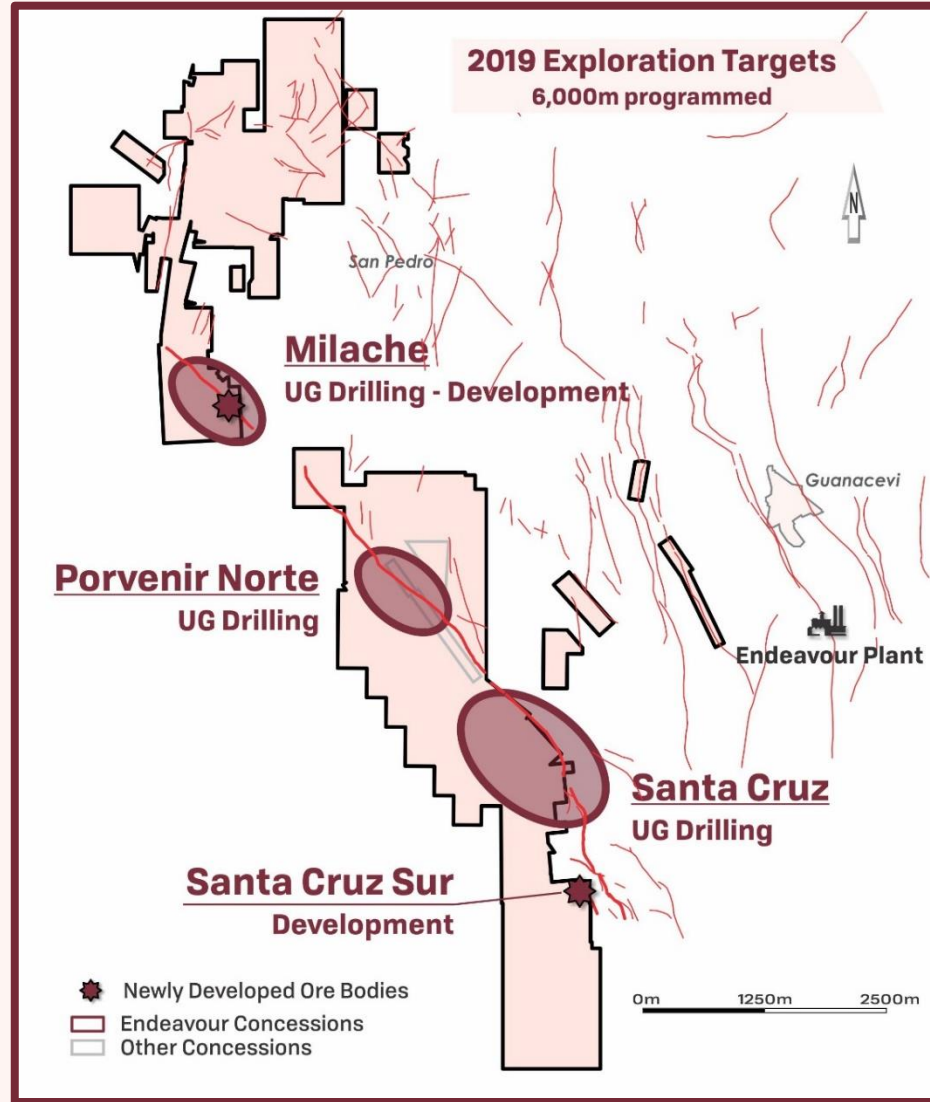 2019 Exploration Targets
6,000m programmed
N
San Pedro
Milache
UG Drilling - Development
Guanacevi
Porvenir Norte
UG Drilling
Endeavour Plant
Santa Cruz
UG Drilling
Santa Cruz Sur
Development
Newly Developed Ore Bodies
Endeavour Concessions
Other Concessions
0m 1250m 2500m